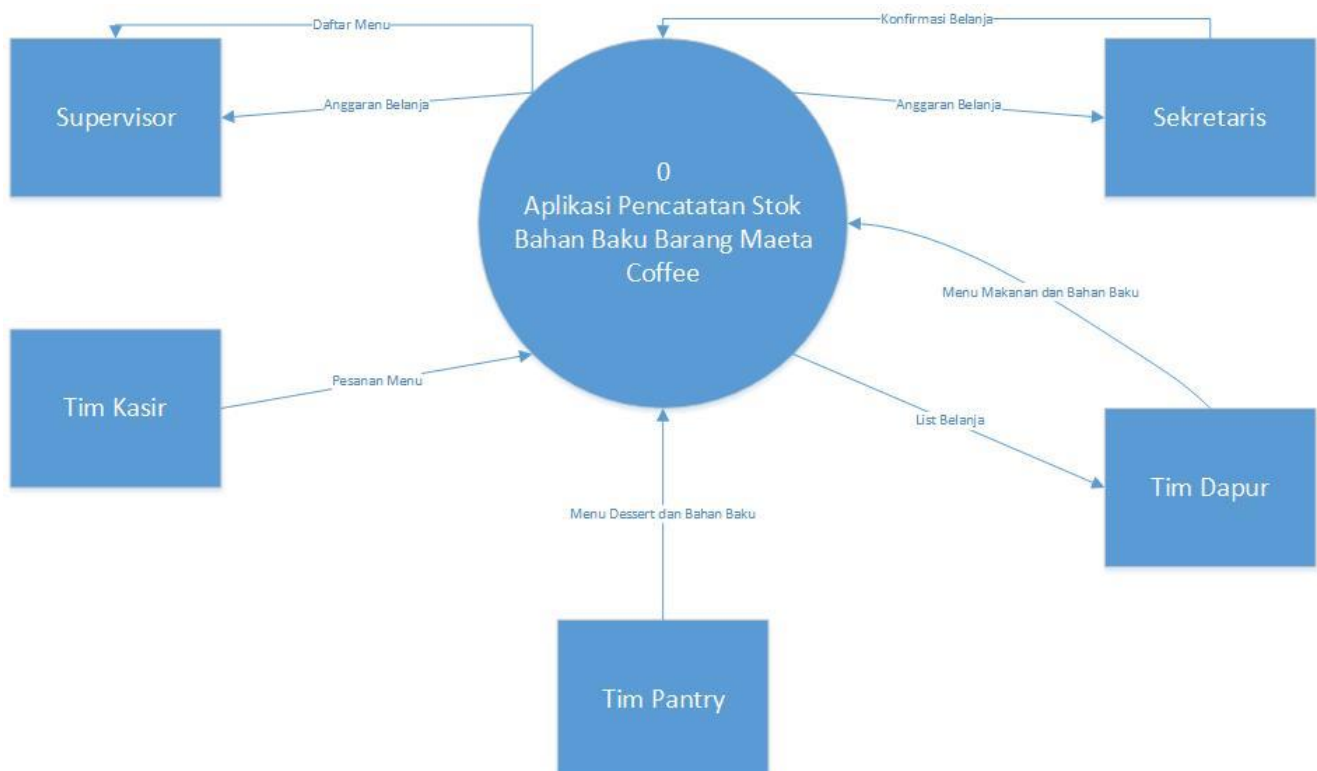 Daftar Menu
Konfirmasi Belanja
Supervisor
Anggaran Belanja
Anggaran Belanja
Sekretaris
0
Aplikasi Pencatatan Stok
Bahan Baku Barang Maeta
Coffee
Menu Makanan dan Bahan Baku
Tim Kasir
Pesanan Menu
List Belanja
Tim Dapur
Menu Dessert dan Bahan Baku
Tim Pantry